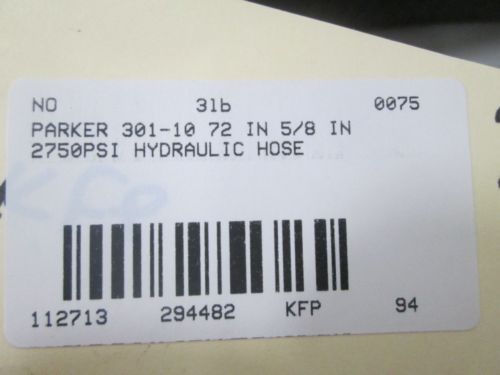 NO 31b 0075
PARKER 301-10 72 IN 5/8 IN
2750PSI HYDRAULIC HOSE
112713 294482 KFP 94